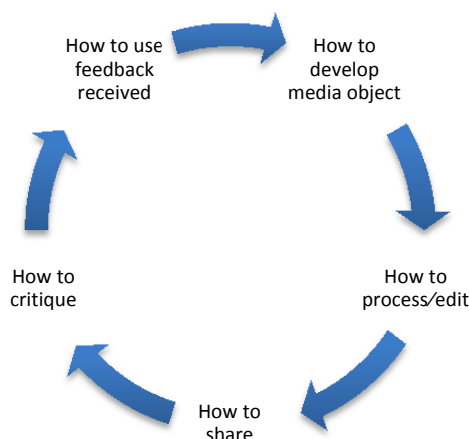 How to use
feedback
received
How to
develop
media object
How to
process/edit
How to
share
How to
critique